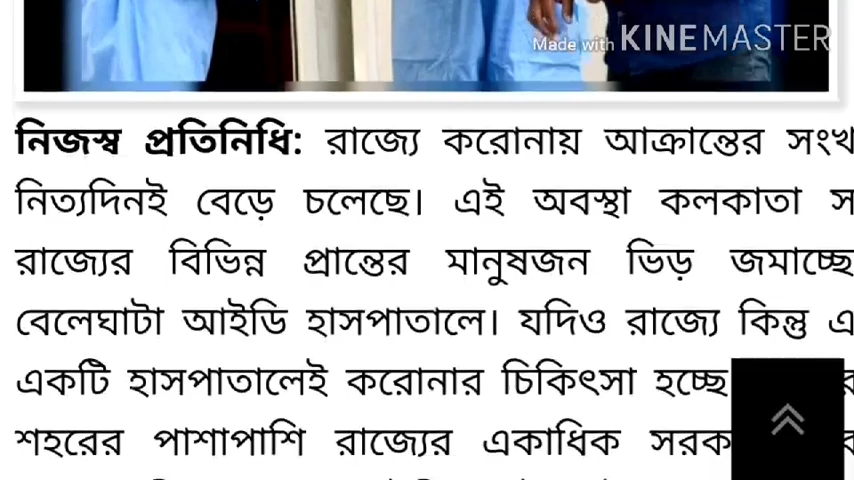 Made with KINEMASTER
নিজস্ব প্রতিনিধি: রাজ্যে করোনায় আক্রান্তের
নিত্যদিনই বেড়ে চলেছে। এই অবস্থা কলকাতা
রাজ্যের বিভিন্ন প্রান্তের মানুষজন ভিড়
বেলেঘাটা আইডি হাসপাতালে। যদিও রাজ্যে কিন্তু
একটি হাসপাতালেই করোনার চিকিৎসা হচ্ছে
শহরের পাশাপাশি রাজ্যের একাধিক